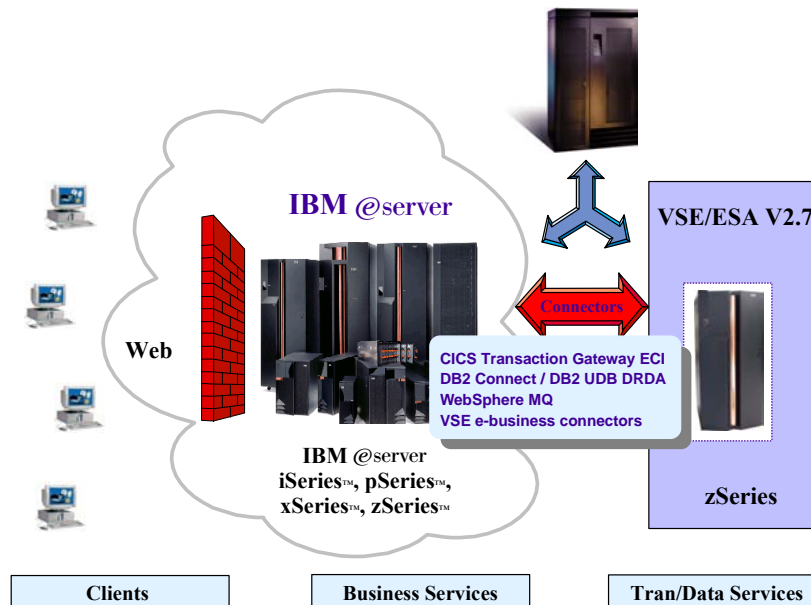 IBM @server
VSE/ESA V2.7
Connectors
Web
CICS Transaction Gateway ECI
DB2 Connect / DB2 UDB DRDA
WebSphere MQ
VSE e-business connectors
IBM @server
iSeries™, pSeries™,
xSeries™, zSeries™
zSeries
Clients
Business Services
Tran/Data Services